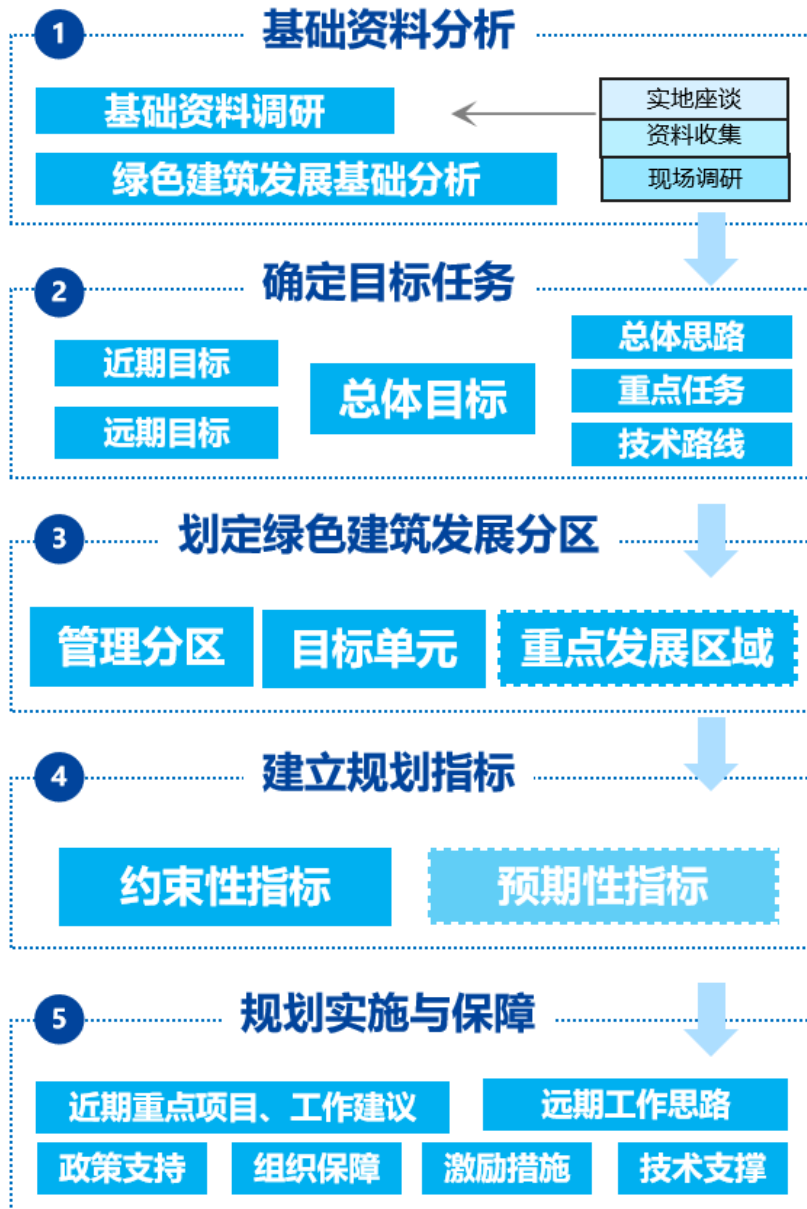 1
基础资料分析
基础资料调研
实地座谈
资料收集
绿色建筑发展基础分析
现场调研
2
确定目标任务
近期目标
远期目标
总体目标
总体思路
重点任务
技术路线
3
划定绿色建筑发展分区
管理分区
目标单元
重点发展区域
4
建立规划指标
约束性指标
预期性指标
5
规划实施与保障
近期重点项目、工作建议
远期工作思路
政策支持
组织保障
激励措施
技术支撑